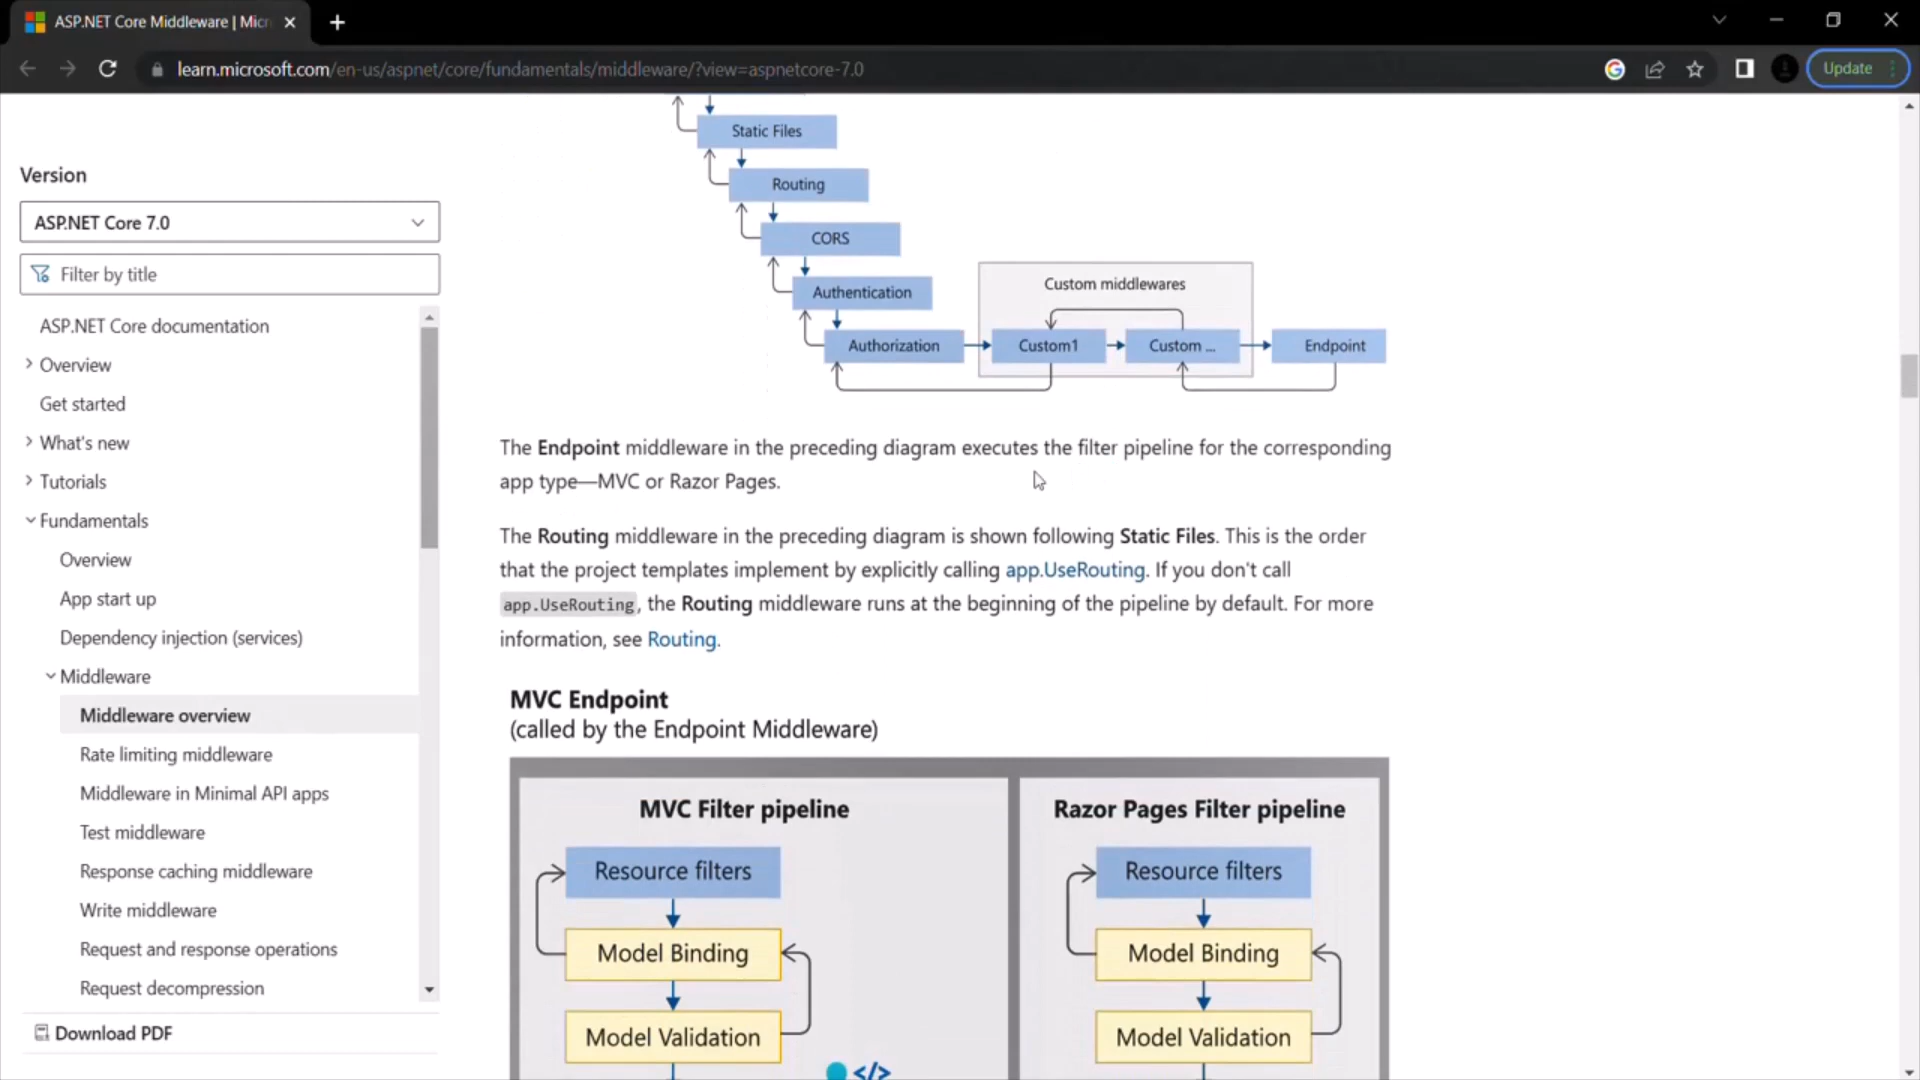 ASP.NET Core Middleware | Micr
learn.microsoft.com/en-us/aspnet/core/fundamentals/middleware/?view=aspnetcore-7.0
Update
Version
ASP.NET Core 7.0
Filter by title
ASP.NET Core documentation
Overview
Get started
What's new
Tutorials
Fundamentals
Overview
App start up
Dependency injection (services)
Middleware
Middleware overview
Rate limiting middleware
Middleware in Minimal API apps
Test middleware
Response caching middleware
Write middleware
Request and response operations
Request decompression
Download PDF
Static Files
Routing
CORS
Authentication
Custom middlewares
Authorization
Custom1
Custom ...
Endpoint
The Endpoint middleware in the preceding diagram executes the filter pipeline for the corresponding
app type—MVC or Razor Pages.
The Routing middleware in the preceding diagram is shown following Static Files. This is the order
that the project templates implement by explicitly calling app.UseRouting. If you don't call
app.UseRouting, the Routing middleware runs at the beginning of the pipeline by default. For more
information, see Routing.
MVC Endpoint
(called by the Endpoint Middleware)
MVC Filter pipeline
Resource filters
Model Binding
Model Validation
</>
Razor Pages Filter pipeline
Resource filters
Model Binding
Model Validation